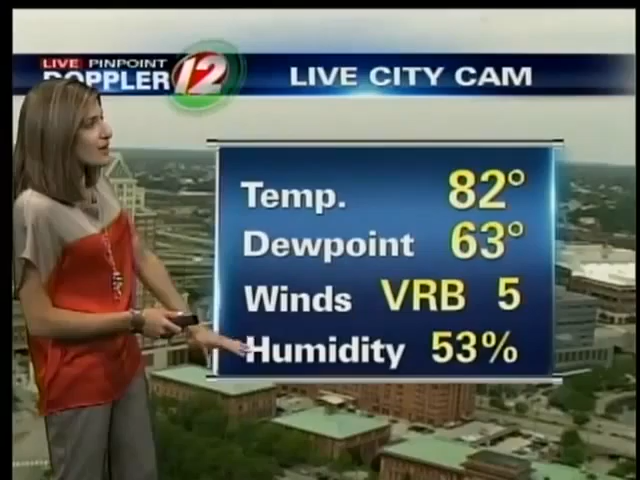 LIVE PINPOINT
DOPPLER 12
LIVE CITY CAM
Temp. 82°
Dewpoint 63°
Winds VRB 5
Humidity 53%